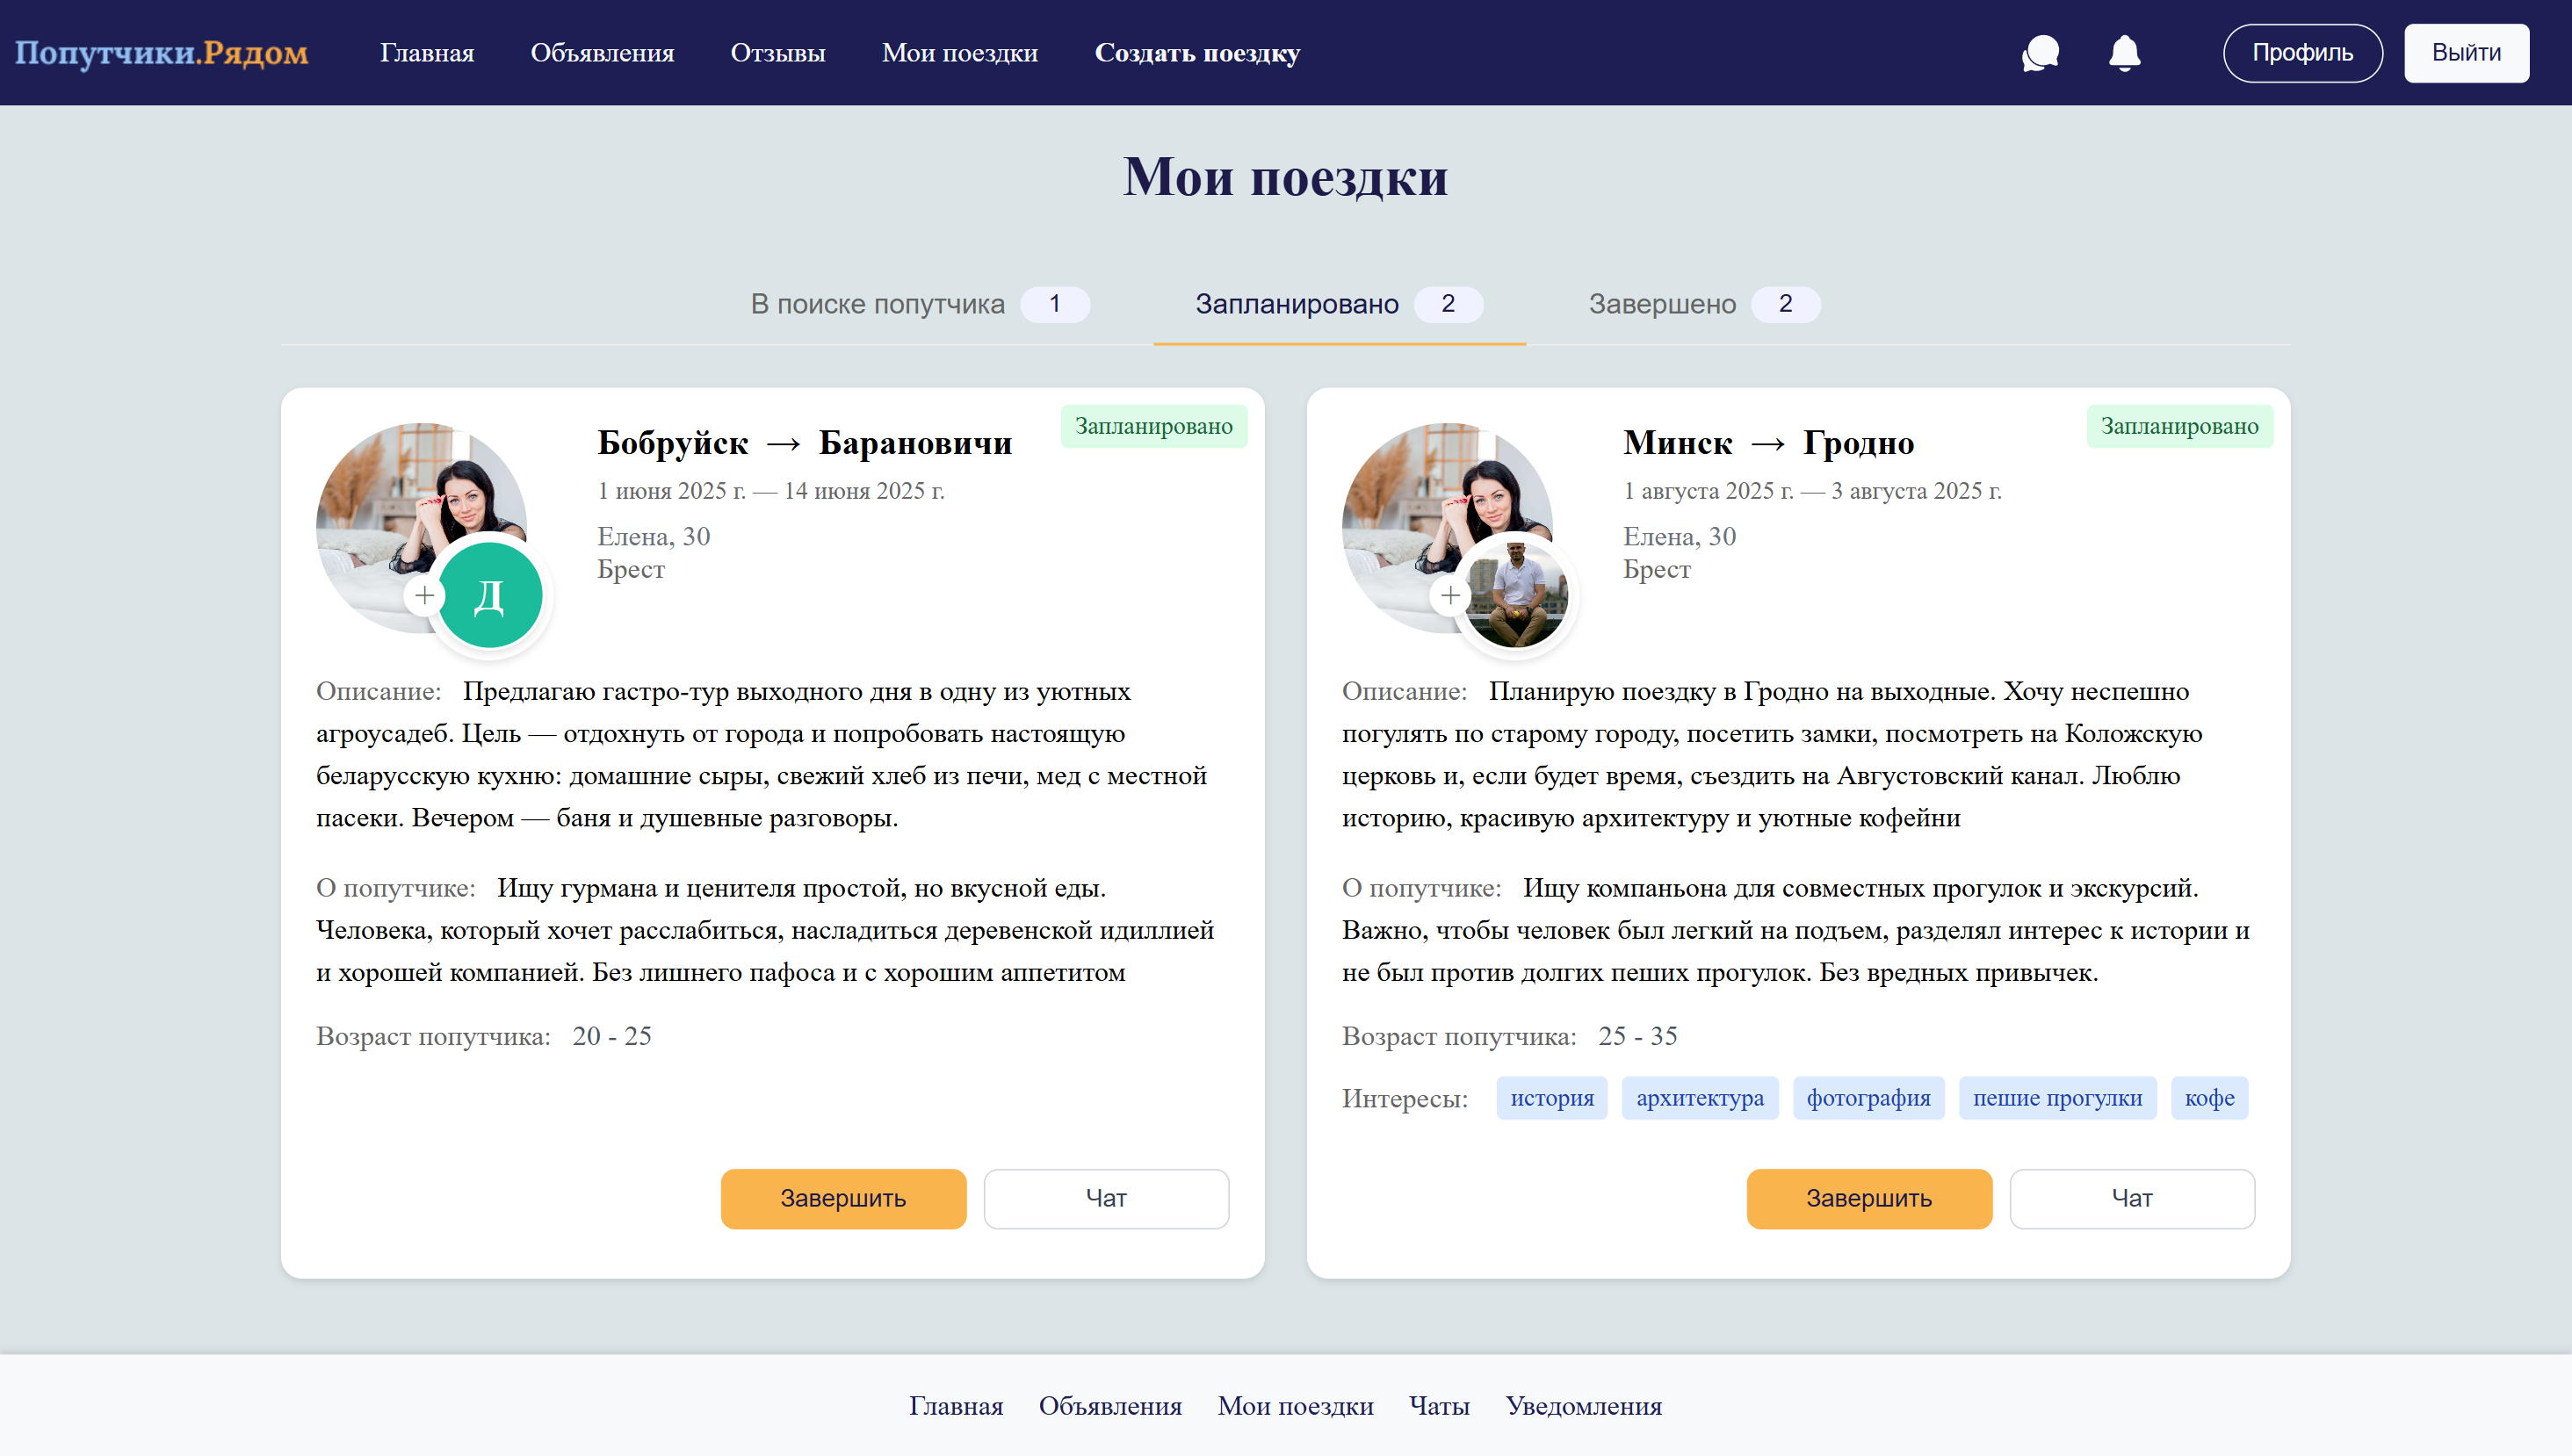 Попутчики.Рядом
Главная
Объявления
Отзывы
Мои поездки
Создать поездку
Профиль
Выйти
Мои поездки
В поиске попутчика 1
Запланировано 2
Завершено 2
Запланировано
Бобруйск → Барановичи
1 июня 2025 г. — 14 июня 2025 г.
Елена, 30
Брест
+
Д
Описание: Предлагаю гастро-тур выходного дня в одну из уютных
агроусадеб. Цель — отдохнуть от города и попробовать настоящую
беларусскую кухню: домашние сыры, свежий хлеб из печи, мед с местной
пасеки. Вечером — баня и душевные разговоры.
О попутчике: Ищу гурмана и ценителя простой, но вкусной еды.
Человека, который хочет расслабиться, насладиться деревенской идиллией
и хорошей компанией. Без лишнего пафоса и с хорошим аппетитом
Возраст попутчика: 20 - 25
Завершить
Чат
Запланировано
Минск → Гродно
1 августа 2025 г. — 3 августа 2025 г.
Елена, 30
Брест
+
Описание: Планирую поездку в Гродно на выходные. Хочу неспешно
погулять по старому городу, посетить замки, посмотреть на Коложскую
церковь и, если будет время, съездить на Августовский канал. Люблю
историю, красивую архитектуру и уютные кофейни
О попутчике: Ищу компаньона для совместных прогулок и экскурсий.
Важно, чтобы человек был легкий на подъем, разделял интерес к истории и
не был против долгих пеших прогулок. Без вредных привычек.
Возраст попутчика: 25 - 35
Интересы: история архитектура фотография пешие прогулки кофе
Завершить
Чат
Главная
Объявления
Мои поездки
Чаты
Уведомления